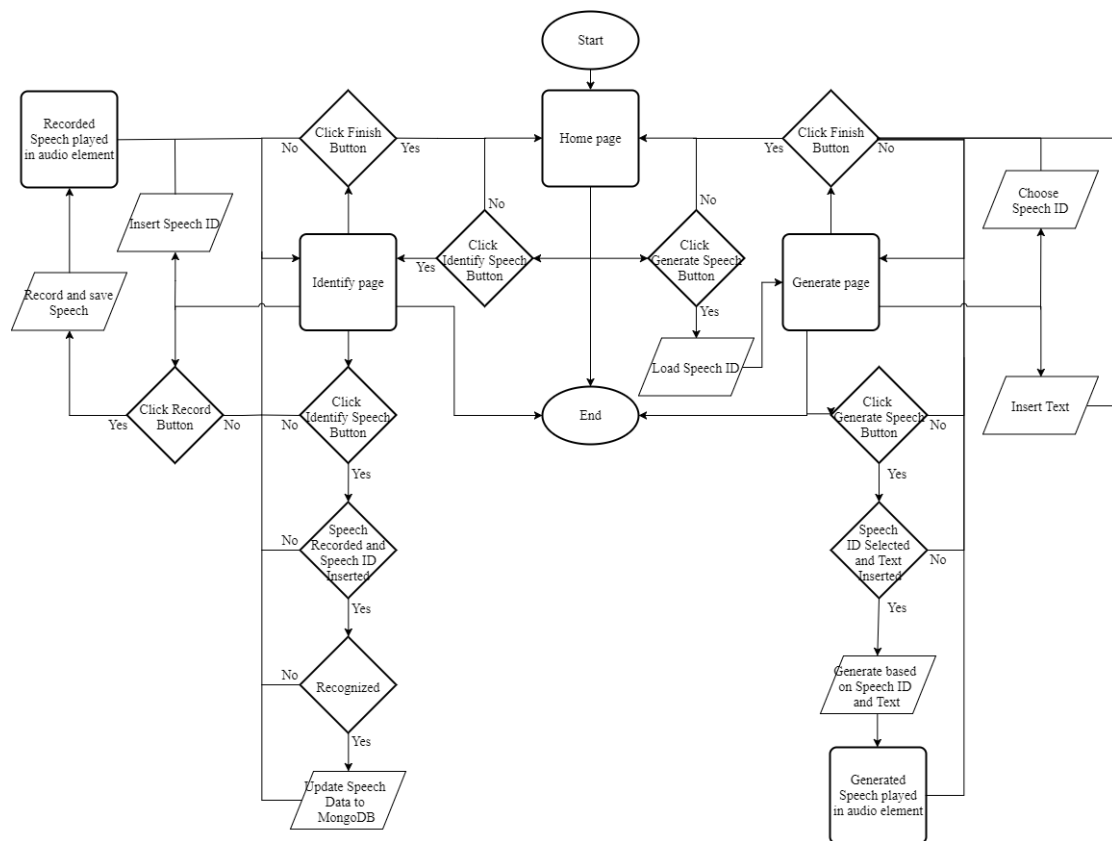 Start
Recorded
Speech played
in audio element
Click Finish
Button
No
Yes
Home page
Click Finish
Button
Yes
No
Insert Speech ID
Choose
Speech ID
No
No
Identify page
Click
Identify Speech
Button
Yes
Click
Generate Speech
Button
Yes
Generate page
Record and save
Speech
Load Speech ID
Click Record
Button
Yes
No
Click
Identify Speech
Button
No
Yes
End
Click
Generate Speech
Button
No
Yes
Insert Text
Speech
Recorded and
Speech ID
Inserted
No
Yes
Speech
ID Selected
and Text
Inserted
No
Yes
Recognized
No
Yes
Generate based
on Speech ID
and Text
Update Speech
Data to
MongoDB
Generated
Speech played
in audio element